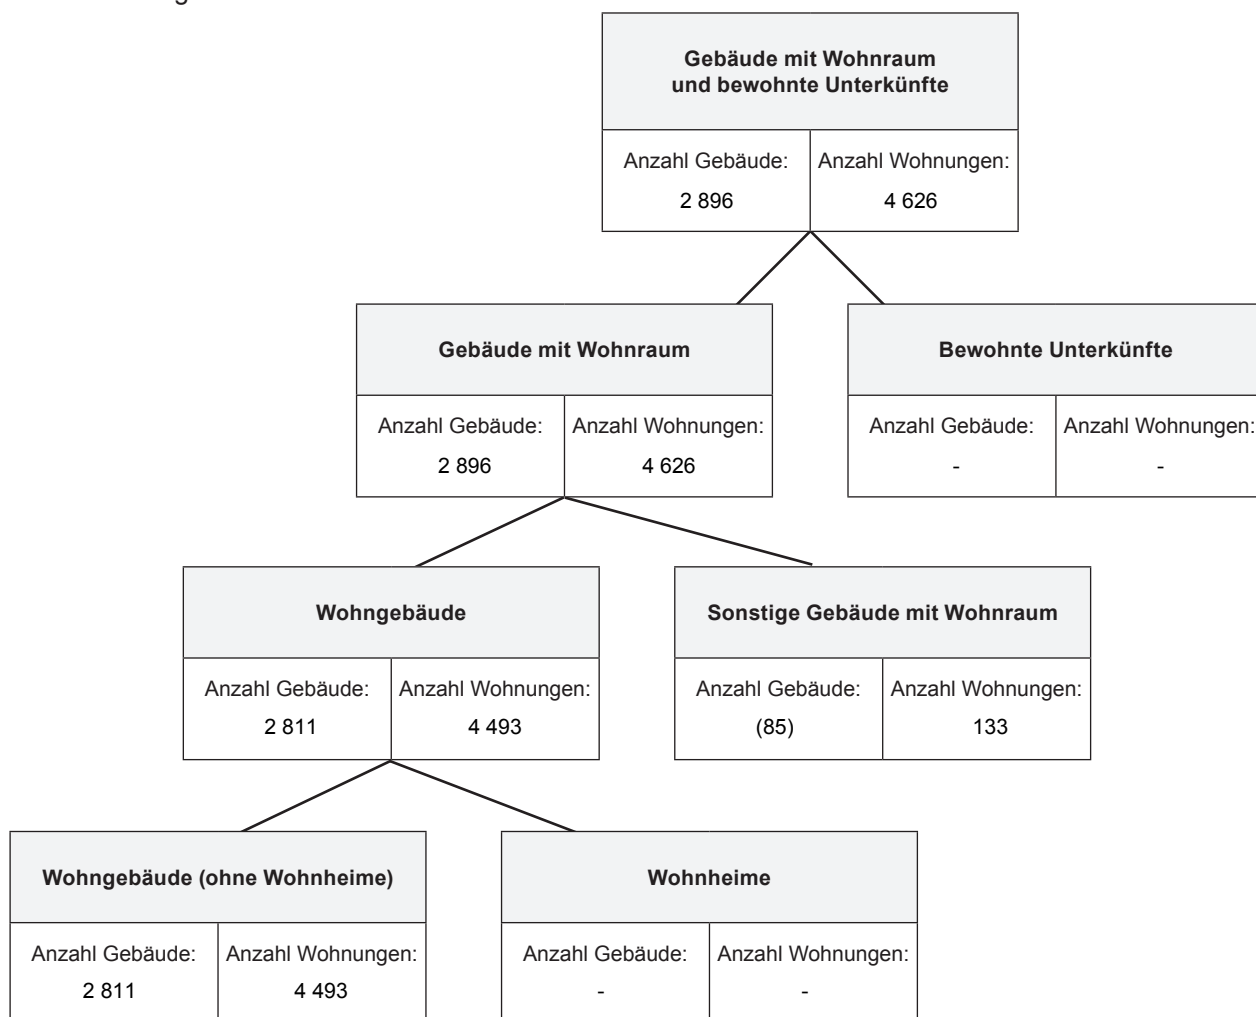 Gebäude mit Wohnraum
und bewohnte Unterkünfte
Anzahl Gebäude: Anzahl Wohnungen:
2 896 4 626
Gebäude mit Wohnraum
Anzahl Gebäude: Anzahl Wohnungen:
2 896 4 626
Bewohnte Unterkünfte
Anzahl Gebäude: Anzahl Wohnungen:
- -
Wohngebäude
Anzahl Gebäude: Anzahl Wohnungen:
2 811 4 493
Sonstige Gebäude mit Wohnraum
Anzahl Gebäude: Anzahl Wohnungen:
(85) 133
Wohngebäude (ohne Wohnheime)
Anzahl Gebäude: Anzahl Wohnungen:
2 811 4 493
Wohnheime
Anzahl Gebäude: Anzahl Wohnungen:
- -